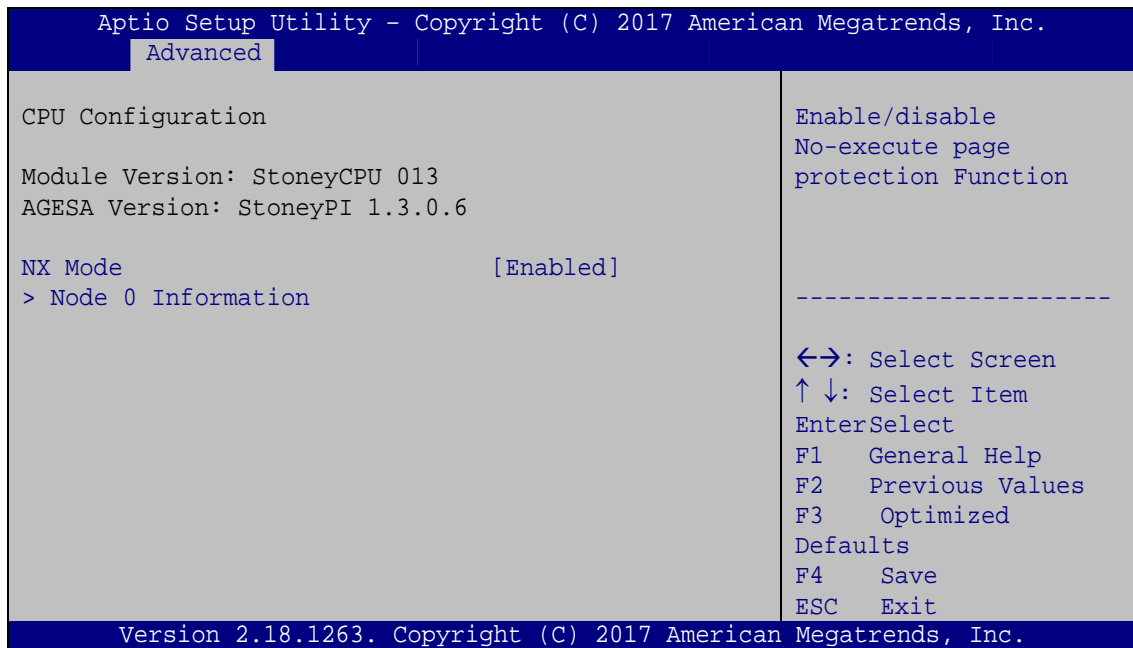 Aptio Setup Utility – Copyright (C) 2017 American Megatrends, Inc.
Advanced
CPU Configuration
Module Version: StoneyCPU 013
AGESA Version: StoneyPI 1.3.0.6
NX Mode [Enabled]
> Node 0 Information
Enable/disable
No-execute page
protection Function
----------------------
←→: Select Screen
↑ ↓: Select Item
EnterSelect
F1 General Help
F2 Previous Values
F3 Optimized
Defaults
F4 Save
ESC Exit
Version 2.18.1263. Copyright (C) 2017 American Megatrends, Inc.